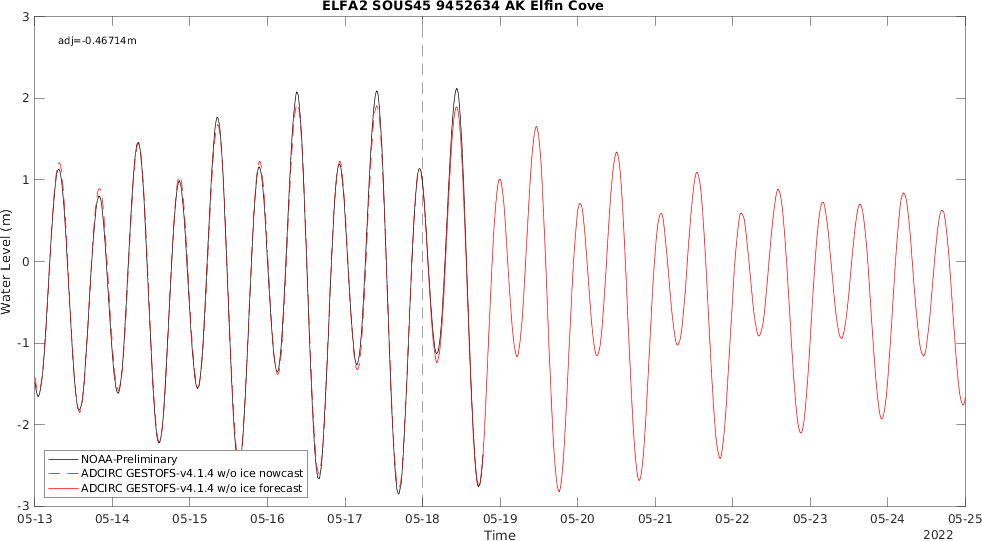 ELFA2 SOUS45 9452634 AK Elfin Cove
3
adj=-0.46714m
2
1
0
-1
-2
-3
Water Level (m)
NOAA-Preliminary
ADCIRC GESTOFS-v4.1.4 w/o ice nowcast
ADCIRC GESTOFS-v4.1.4 w/o ice forecast
05-13 05-14 05-15 05-16 05-17 05-18 05-19 05-20 05-21 05-22 05-23 05-24 05-25
Time
2022